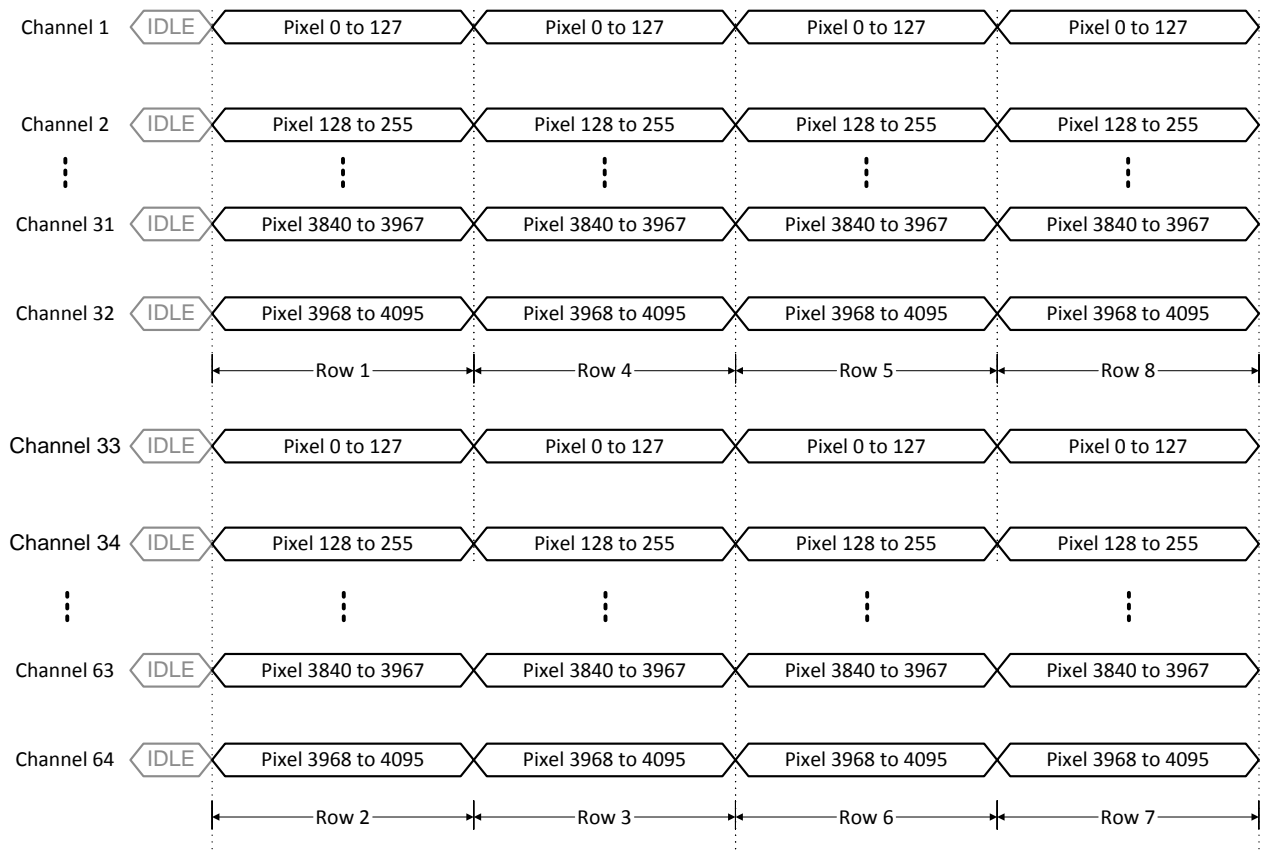 Channel 1 IDLE Pixel 0 to 127 Pixel 0 to 127 Pixel 0 to 127 Pixel 0 to 127
Channel 2 IDLE Pixel 128 to 255 Pixel 128 to 255 Pixel 128 to 255 Pixel 128 to 255
Channel 31 IDLE Pixel 3840 to 3967 Pixel 3840 to 3967 Pixel 3840 to 3967 Pixel 3840 to 3967
Channel 32 IDLE Pixel 3968 to 4095 Pixel 3968 to 4095 Pixel 3968 to 4095 Pixel 3968 to 4095
Row 1 Row 4 Row 5 Row 8
Channel 33 IDLE Pixel 0 to 127 Pixel 0 to 127 Pixel 0 to 127 Pixel 0 to 127
Channel 34 IDLE Pixel 128 to 255 Pixel 128 to 255 Pixel 128 to 255 Pixel 128 to 255
Channel 63 IDLE Pixel 3840 to 3967 Pixel 3840 to 3967 Pixel 3840 to 3967 Pixel 3840 to 3967
Channel 64 IDLE Pixel 3968 to 4095 Pixel 3968 to 4095 Pixel 3968 to 4095 Pixel 3968 to 4095
Row 2 Row 3 Row 6 Row 7